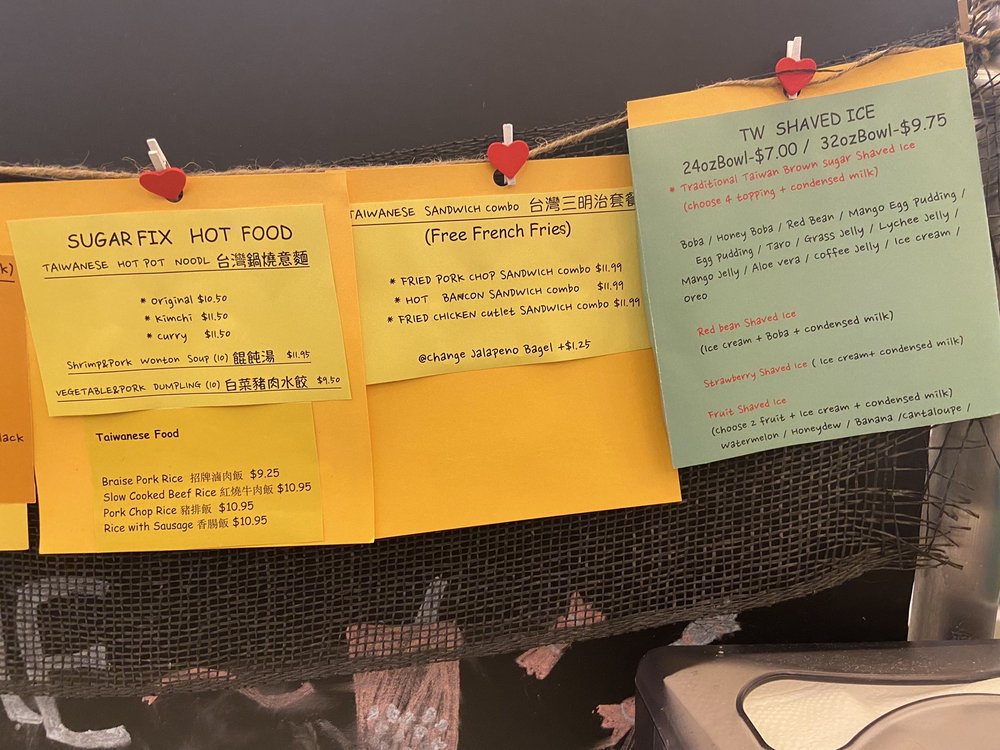 k)
lack
SUGAR FIX HOT FOOD
TAIWANESE HOT POT NOODL 台灣鍋燒意麵
* Original $10.50
* Kimchi $11.50
* curry $11.50
Shrimp&Pork Wonton Soup (10) 餛飩湯 $11.95
VEGETABLE&PORK DUMPLING (10) 白菜豬肉水餃 $9.50
Taiwanese Food
Braise Pork Rice 招牌滷肉飯 $9.25
Slow Cooked Beef Rice 紅燒牛肉飯 $10.95
Pork Chop Rice 豬排飯 $10.95
Rice with Sausage 香腸飯 $10.95
TAIWANESE SANDWICH combo 台灣三明治套餐
(Free French Fries)
* FRIED PORK CHOP SANDWICH combo $11.99
* HOT BANCON SANDWICH combo $11.99
* FRIED CHICKEN cutlet SANDWICH combo $11.99
@change Jalapeno Bagel +$1.25
TW SHAVED ICE
24ozBowl-$7.00 / 32ozBowl-$9.75
* Traditional Taiwan Brown sugar Shaved Ice
(choose 4 topping + condensed milk)
Boba / Honey Boba / Red Bean / Mango Egg pudding /
Egg pudding / Taro / Grass Jelly / Lychee Jelly /
Mango Jelly / Aloe vera / coffee Jelly / Ice cream /
oreo
Red bean Shaved Ice
(Ice cream + Boba + condensed milk)
Strawberry Shaved Ice ( Ice cream+ condensed milk)
Fruit Shaved Ice
(choose 2 fruit + Ice cream + condensed milk)
Watermelon / Honeydew / Banana /Cantaloupe /